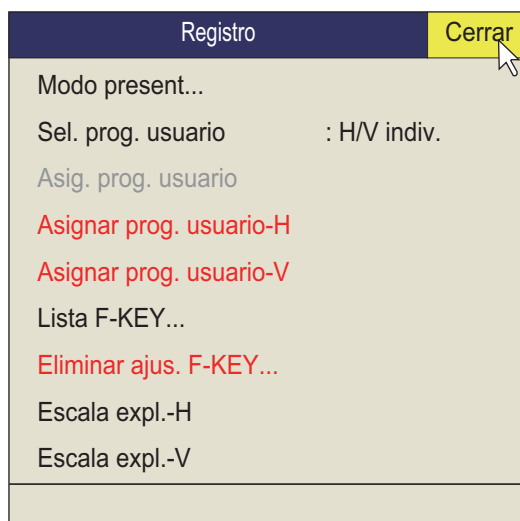 Registro Cerrar
Modo present...
Sel. prog. usuario : H/V indiv.
Asig. prog. usuario
Asignar prog. usuario-H
Asignar prog. usuario-V
Lista F-KEY...
Eliminar ajus. F-KEY...
Escala expl.-H
Escala expl.-V